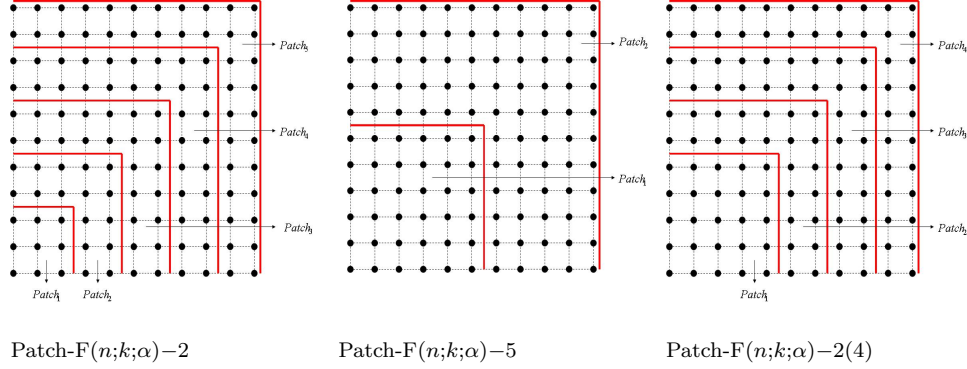 Patch₅
Patch₄
Patch₃
Patch₁ Patch₂
Patch-F(n;k;α)−2
Patch₂
Patch₁
Patch-F(n;k;α)−5
Patch₄
Patch₃
Patch₂
Patch₁
Patch-F(n;k;α)−2(4)